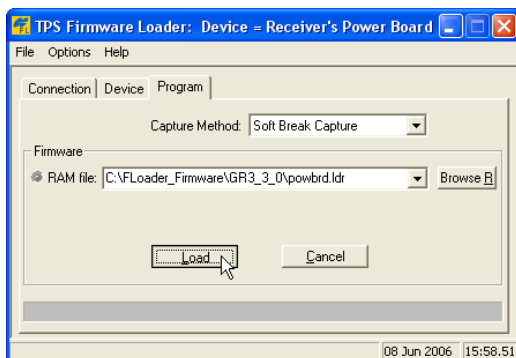 TPS Firmware Loader: Device = Receiver's Power Board
File Options Help
Connection Device Program
Capture Method: Soft Break Capture
Firmware
RAM file: C:\FLoader_Firmware\GR3_3_0\powbrd.ldr Browse R
Load Cancel
08 Jun 2006 15:58.51